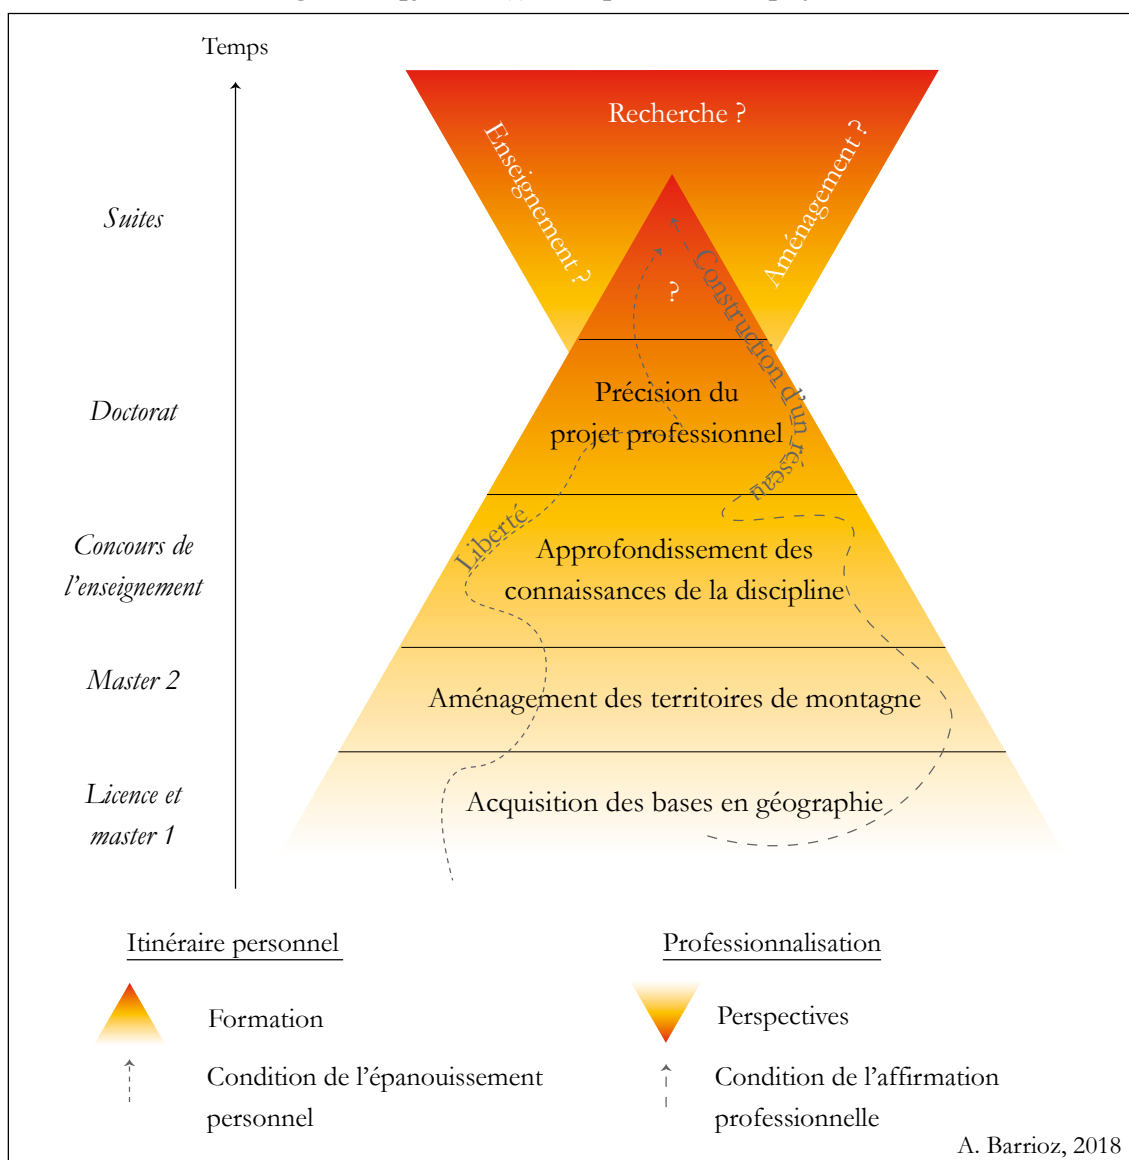 Temps
Recherche ?
Enseignement ?
Aménagement ?
Suites
?
Construction d'un réseau
Doctorat
Précision du
projet professionnel
Liberté
Concours de
l'enseignement
Approfondissement des
connaissances de la discipline
Master 2
Aménagement des territoires de montagne
Licence et
master 1
Acquisition des bases en géographie
Itinéraire personnel
Formation
Condition de l'épanouissement
personnel
Professionnalisation
Perspectives
Condition de l'affirmation
professionnelle
A. Barrioz, 2018